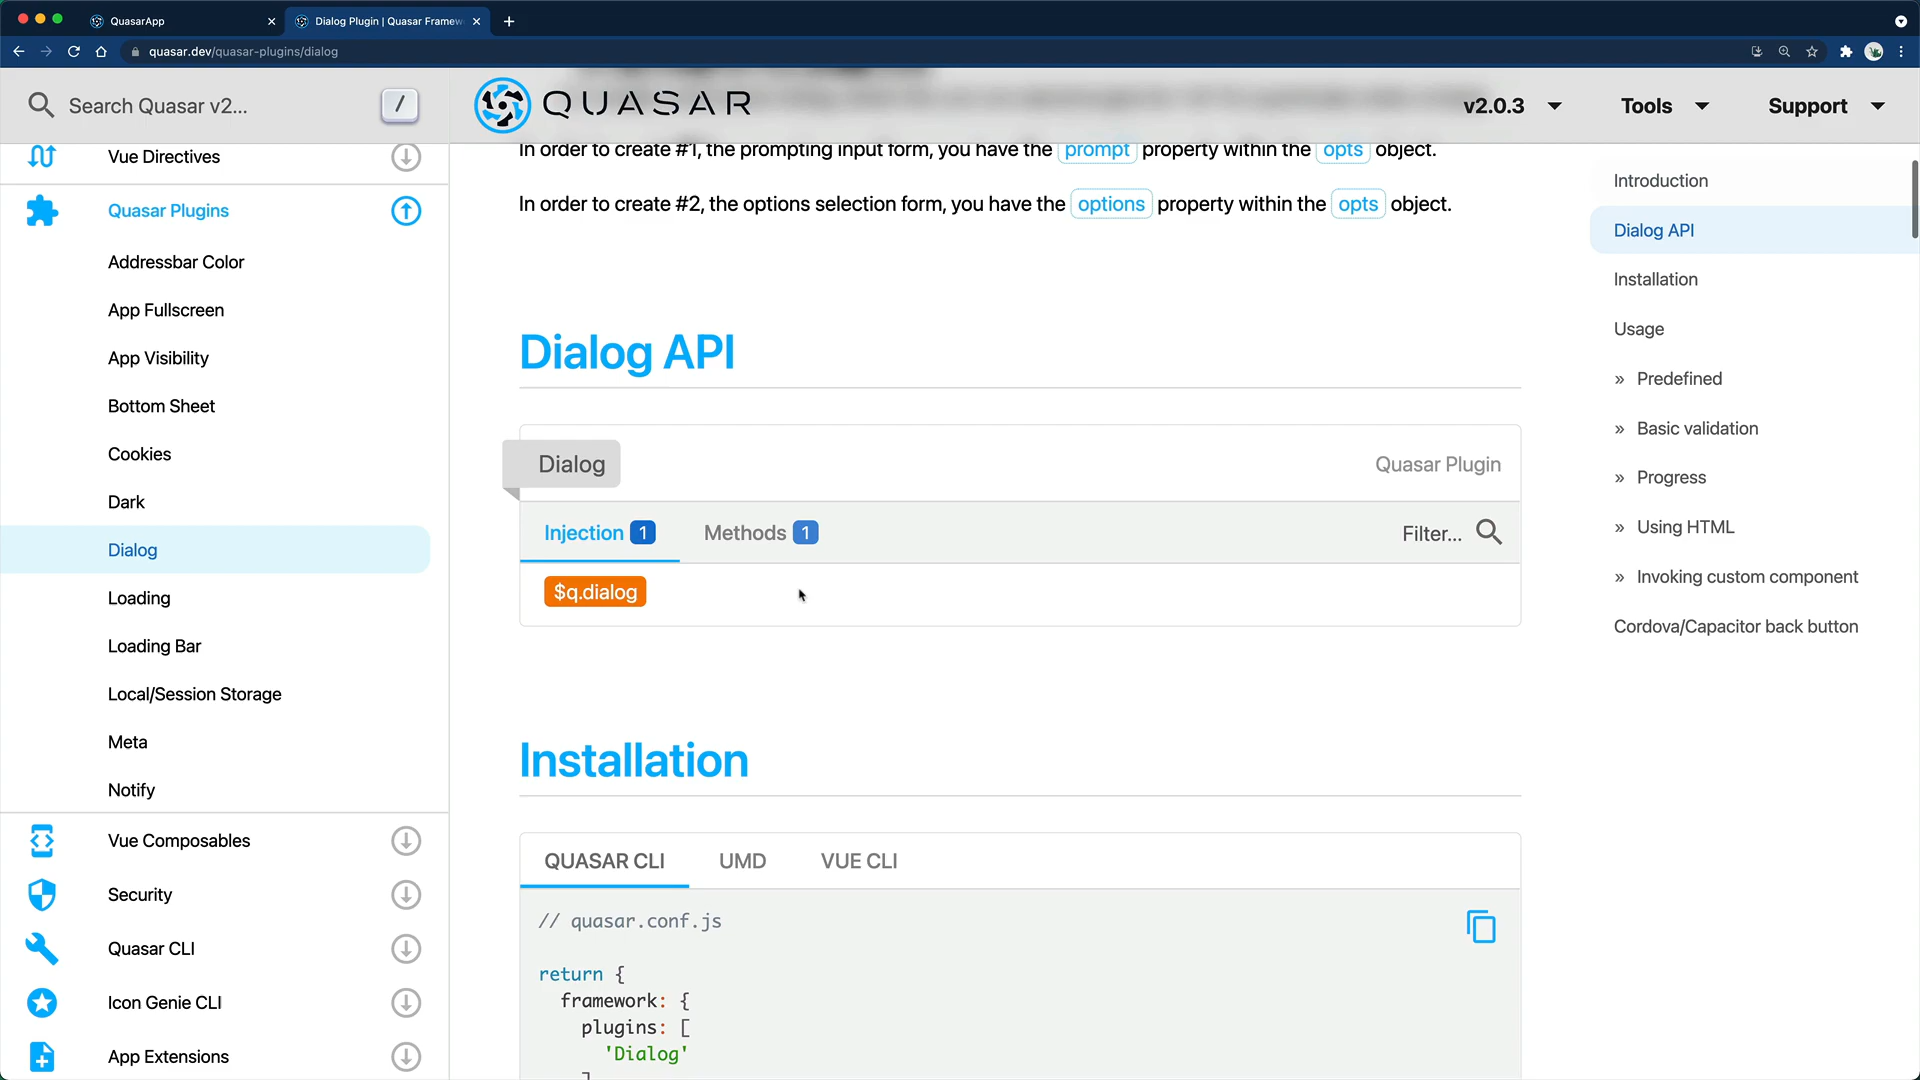 QuasarApp
Dialog Plugin | Quasar Framew
quasar.dev/quasar-plugins/dialog
Search Quasar v2...
/
QUASAR
v2.0.3
Tools
Support
Vue Directives
Quasar Plugins
Addressbar Color
App Fullscreen
App Visibility
Bottom Sheet
Cookies
Dark
Dialog
Loading
Loading Bar
Local/Session Storage
Meta
Notify
Vue Composables
Security
Quasar CLI
Icon Genie CLI
App Extensions
In order to create #1, the prompting input form, you have the prompt property within the opts object.
In order to create #2, the options selection form, you have the options property within the opts object.
Dialog API
Dialog
Quasar Plugin
Injection 1
Methods 1
Filter...
$q.dialog
Installation
QUASAR CLI
UMD
VUE CLI
// quasar.conf.js
return {
framework: {
plugins: [
'Dialog'
]
Introduction
Dialog API
Installation
Usage
» Predefined
» Basic validation
» Progress
» Using HTML
» Invoking custom component
Cordova/Capacitor back button